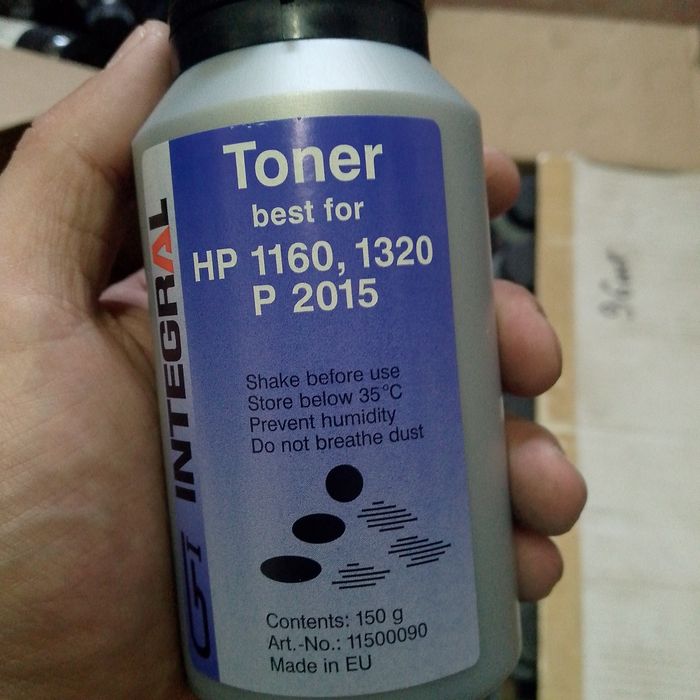 Toner
best for
HP 1160, 1320
P 2015
Shake before use
Store below 35°C
Prevent humidity
Do not breathe dust
Contents: 150 g
Art.-No.: 11500090
Made in EU
INTEGRAL